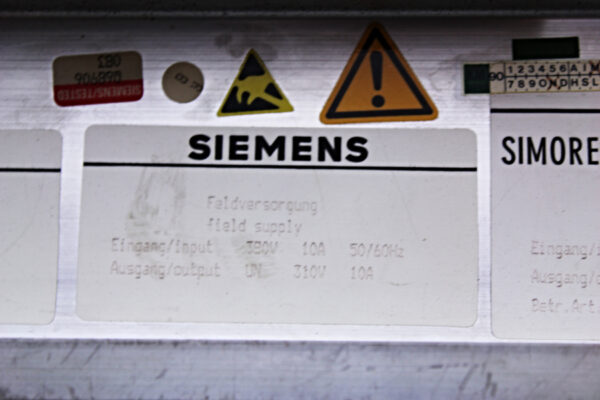 SIEMENS/TESTED
90
1 2 3 4 5 6 A I M
7 8 9 0 N D H S L
SIEMENS
Feldversorgung
field supply
Eingang/input 380V 10A 50/60Hz
Ausgang/output UN 310V 10A
SIMORE
Eingang/
Ausgang/
Betr.Art.